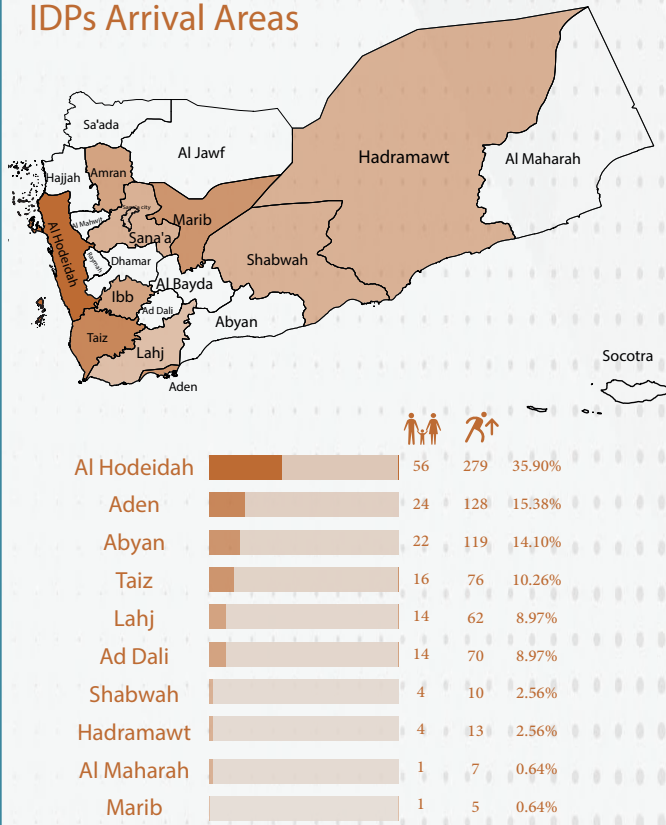 IDPs Arrival Areas
Sa'ada
Al Jawf
Hadramawt
Al Maharah
Hajjah
Amran
Marib
Al Mahwit
Sana'a
Al Hodeidah
Raymah
Dhamar
Shabwah
Al Bayda
Ibb
Ad Dali
Abyan
Taiz
Lahj
Aden
Socotra
Al Hodeidah 56 279 35.90%
Aden 24 128 15.38%
Abyan 22 119 14.10%
Taiz 16 76 10.26%
Lahj 14 62 8.97%
Ad Dali 14 70 8.97%
Shabwah 4 10 2.56%
Hadramawt 4 13 2.56%
Al Maharah 1 7 0.64%
Marib 1 5 0.64%